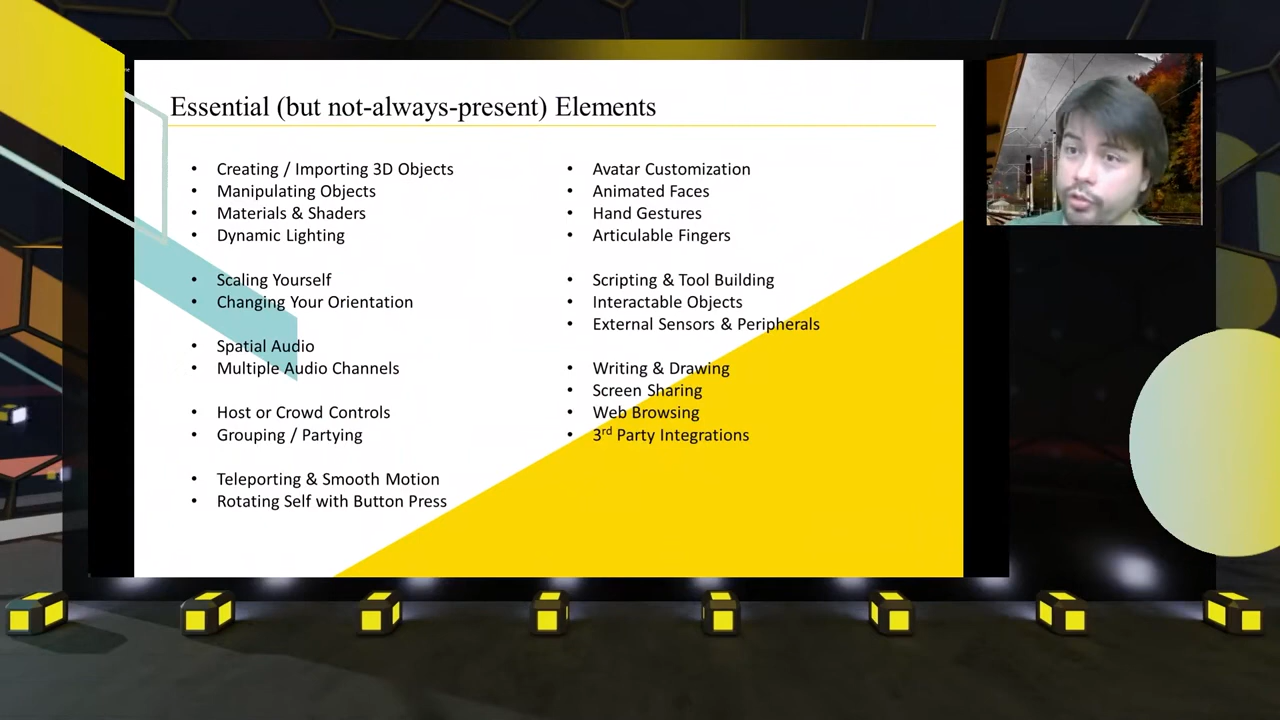 Essential (but not-always-present) Elements
• Creating / Importing 3D Objects
• Manipulating Objects
• Materials & Shaders
• Dynamic Lighting
• Scaling Yourself
• Changing Your Orientation
• Spatial Audio
• Multiple Audio Channels
• Host or Crowd Controls
• Grouping / Partying
• Teleporting & Smooth Motion
• Rotating Self with Button Press
• Avatar Customization
• Animated Faces
• Hand Gestures
• Articulable Fingers
• Scripting & Tool Building
• Interactable Objects
• External Sensors & Peripherals
• Writing & Drawing
• Screen Sharing
• Web Browsing
• 3rd Party Integrations